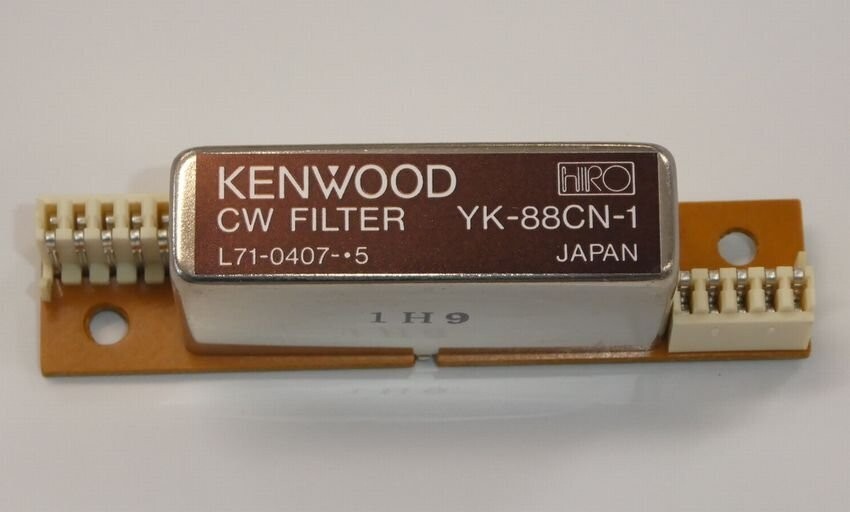 KENWOOD HIRO
CW FILTER YK-88CN-1
L71-0407-•5 JAPAN
1H9